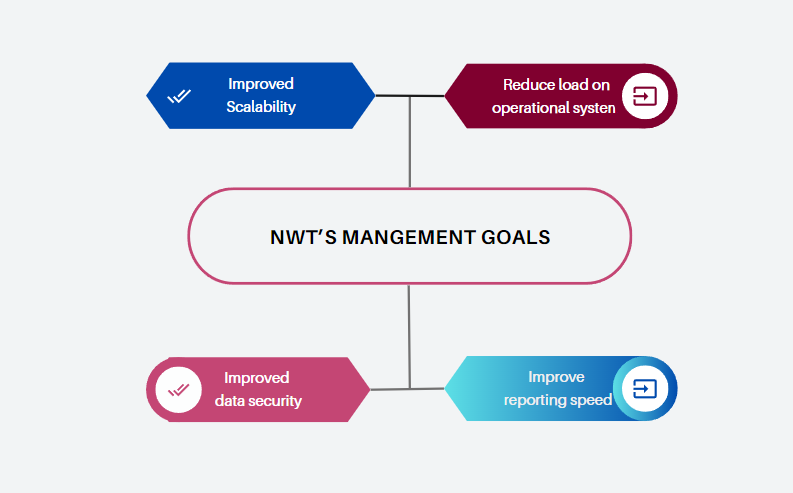 Improved
Scalability
Reduce load on
operational systen
NWT’S MANGEMENT GOALS
Improved
data security
Improve
reporting speed